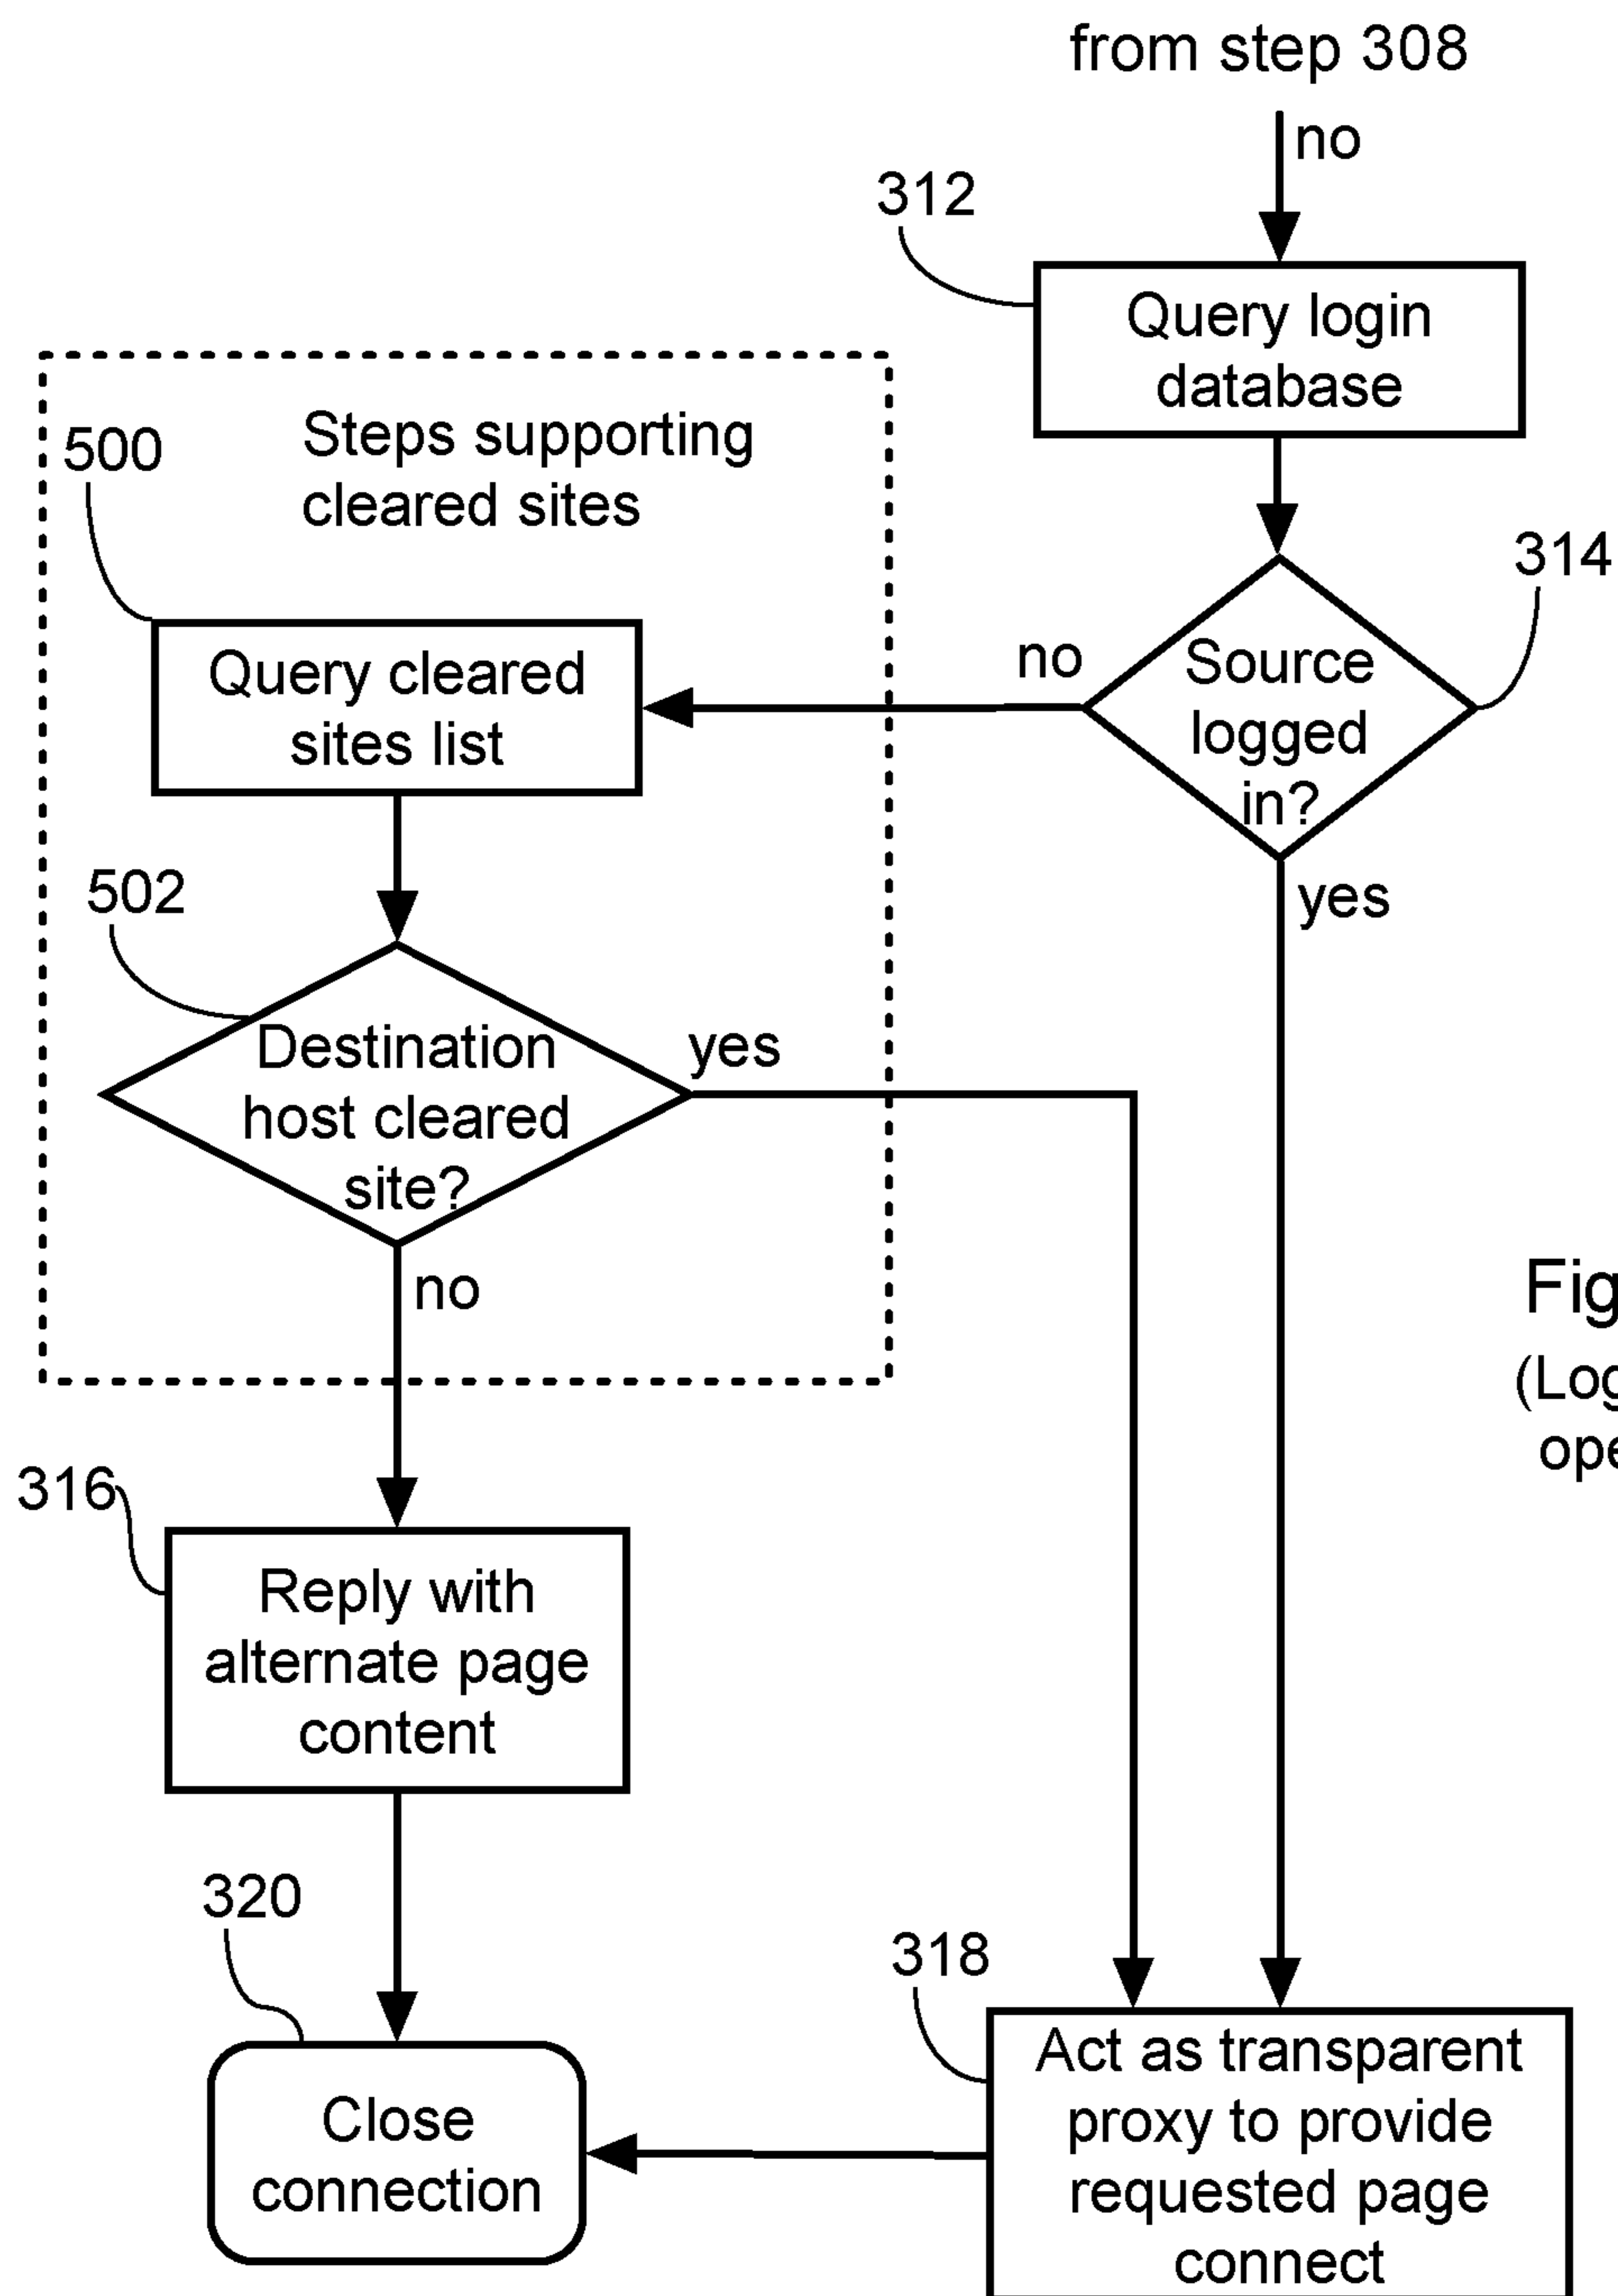 from step 308
no
312
Query login
database
Steps supporting
cleared sites
500
314
Query cleared
sites list
no
Source
logged
in?
yes
502
Destination
host cleared
site?
yes
no
316
Reply with
alternate page
content
320
318
Close
connection
Act as transparent
proxy to provide
requested page
connect